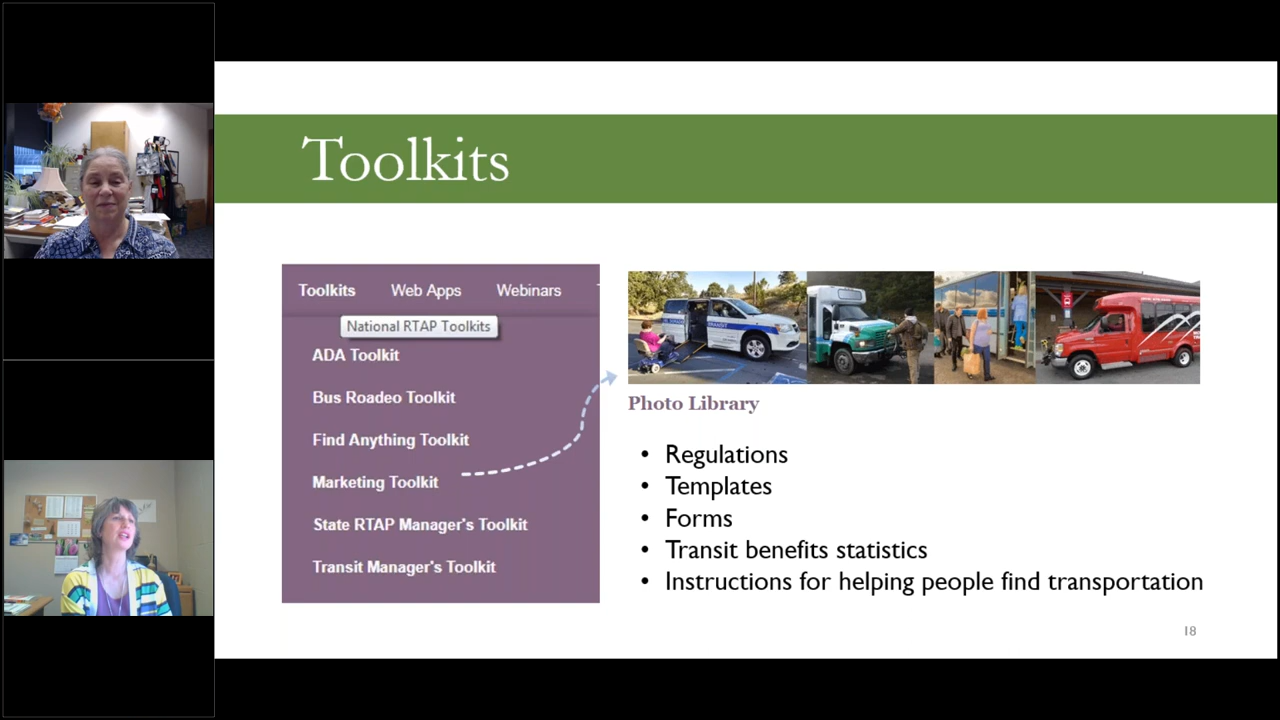 Toolkits
Toolkits Web Apps Webinars
National RTAP Toolkits
ADA Toolkit
Bus Roadeo Toolkit
Find Anything Toolkit
Marketing Toolkit
State RTAP Manager's Toolkit
Transit Manager's Toolkit
Photo Library
• Regulations
• Templates
• Forms
• Transit benefits statistics
• Instructions for helping people find transportation
18